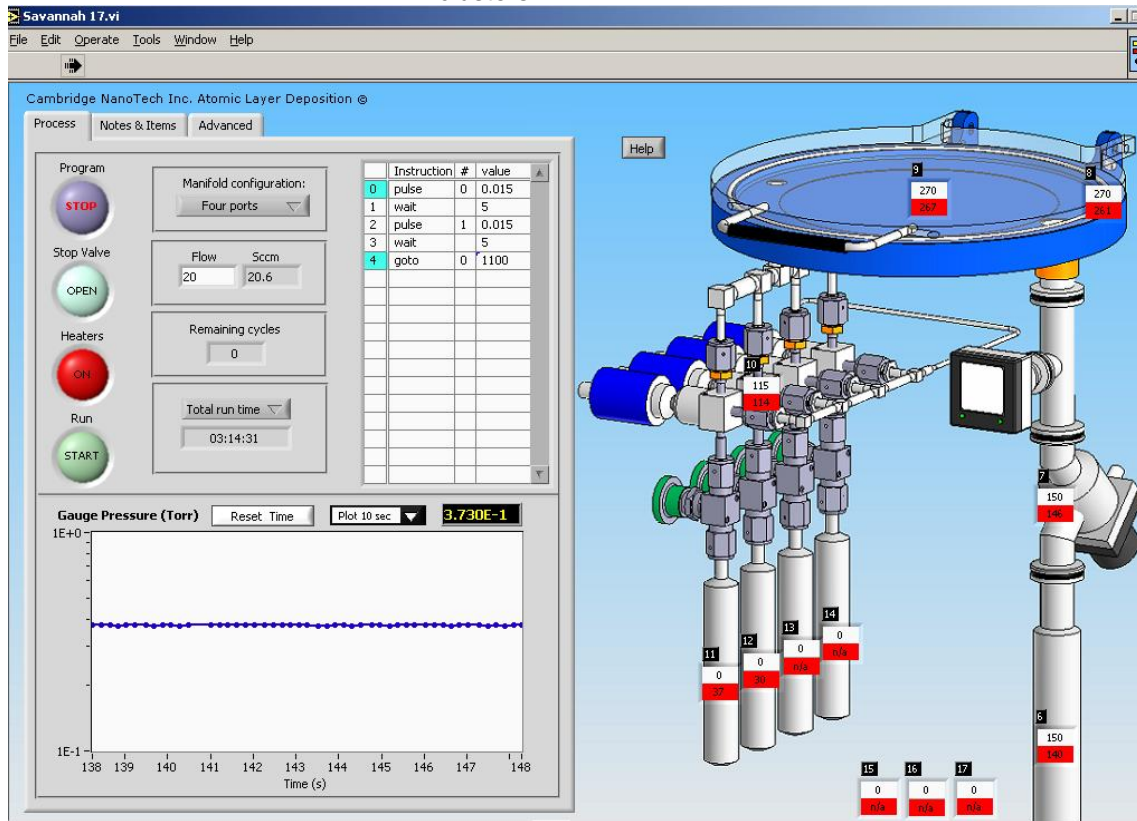 Savannah 17.vi
File Edit Operate Tools Window Help
Cambridge NanoTech Inc. Atomic Layer Deposition ©
Process Notes & Items Advanced
Help
Program
STOP
Stop Valve
OPEN
Heaters
ON
Run
START
Manifold configuration:
Four ports
Flow Sccm
20 20.6
Remaining cycles
0
Total run time
03:14:31
Instruction # value
0 pulse 0 0.015
1 wait 5
2 pulse 1 0.015
3 wait 5
4 goto 0 1100
Gauge Pressure (Torr) Reset Time Plot 10 sec 3.730E-1
1E+0
1E-1
138 139 140 141 142 143 144 145 146 147 148
Time (s)
9
270
267
8
270
261
10
115
114
7
150
146
14
0
n/a
13
0
n/a
12
0
30
11
0
37
6
150
140
15 16 17
0 0 0
n/a n/a n/a